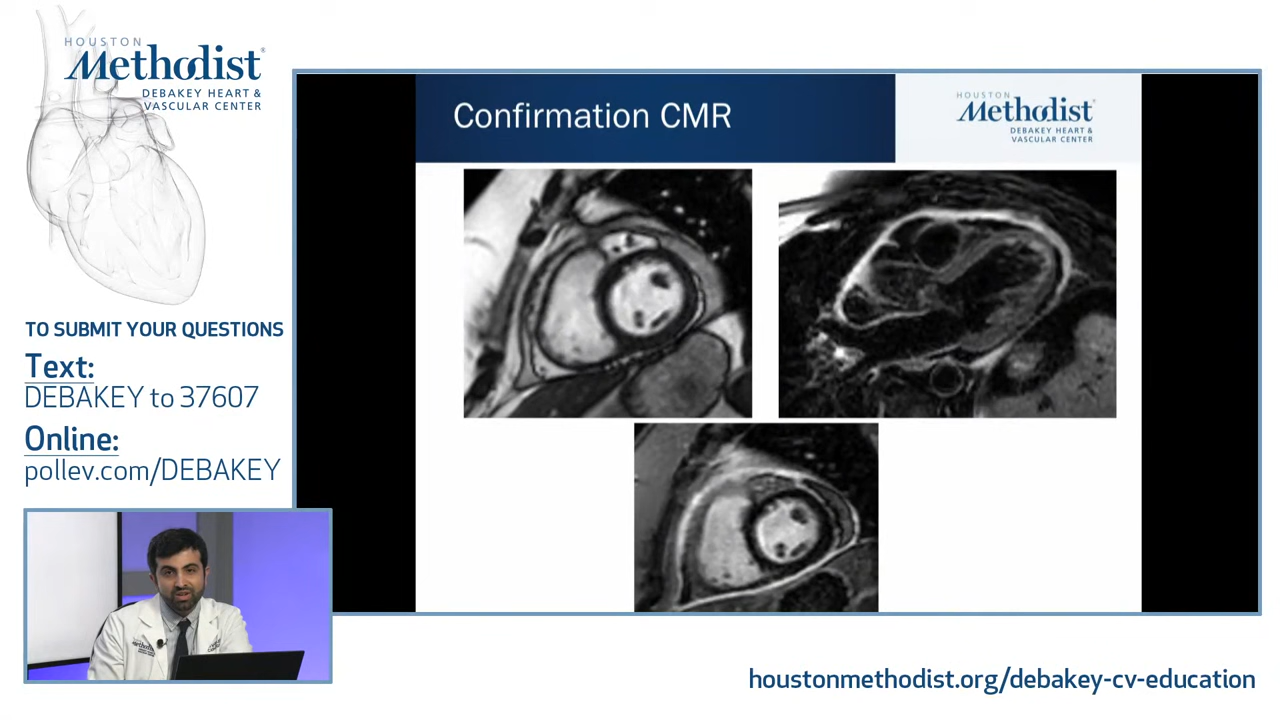 HOUSTON
Methodist®
DEBAKEY HEART &
VASCULAR CENTER
TO SUBMIT YOUR QUESTIONS
Text:
DEBAKEY to 37607
Online:
pollev.com/DEBAKEY
Confirmation CMR
HOUSTON
Methodist®
DEBAKEY HEART &
VASCULAR CENTER
Methodist
houstonmethodist.org/debakey-cv-education